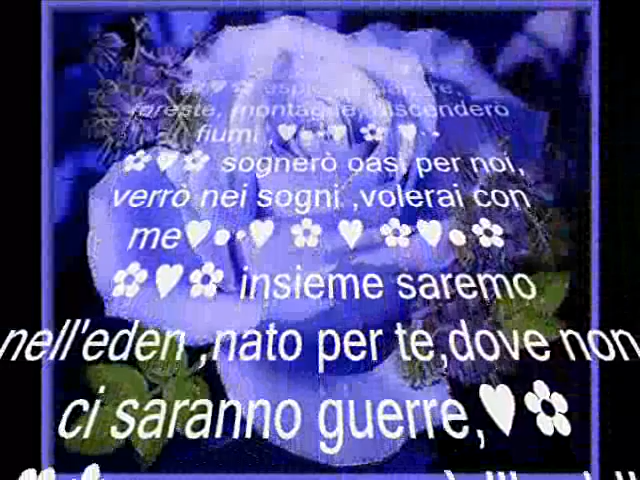 foreste, montagne, discenderò
fiumi ♥•·♥ ✿ ♥·•
✿♥✿ sognerò oasi per noi,
verrò nei sogni ,volerai con
me♥•·♥ ✿ ♥ ✿♥•✿
✿♥✿ insieme saremo
nell'eden ,nato per te,dove non
ci saranno guerre,♥✿